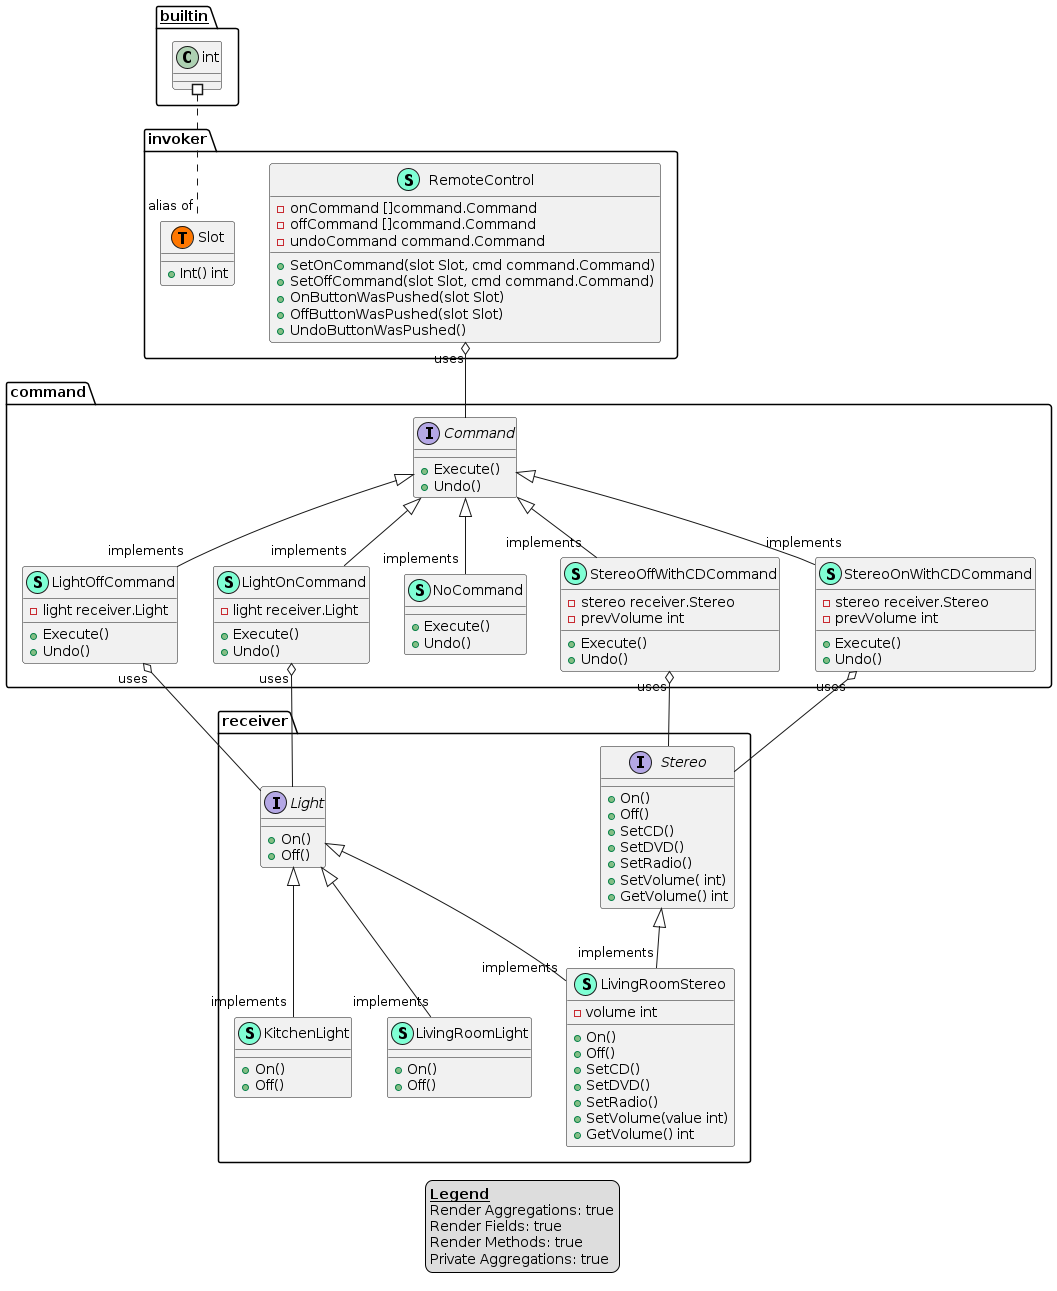 builtin
C int
invoker
alias of
T Slot
Int() int
S RemoteControl
onCommand []command.Command
offCommand []command.Command
undoCommand command.Command
SetOnCommand(slot Slot, cmd command.Command)
SetOffCommand(slot Slot, cmd command.Command)
OnButtonWasPushed(slot Slot)
OffButtonWasPushed(slot Slot)
UndoButtonWasPushed()
uses
command
I Command
Execute()
Undo()
implements
implements
implements
implements
implements
S LightOffCommand
light receiver.Light
Execute()
Undo()
S LightOnCommand
light receiver.Light
Execute()
Undo()
S NoCommand
Execute()
Undo()
S StereoOffWithCDCommand
stereo receiver.Stereo
prevVolume int
Execute()
Undo()
S StereoOnWithCDCommand
stereo receiver.Stereo
prevVolume int
Execute()
Undo()
uses
uses
uses
uses
receiver
I Light
On()
Off()
I Stereo
On()
Off()
SetCD()
SetDVD()
SetRadio()
SetVolume( int)
GetVolume() int
implements
implements
implements
implements
S KitchenLight
On()
Off()
S LivingRoomLight
On()
Off()
S LivingRoomStereo
volume int
On()
Off()
SetCD()
SetDVD()
SetRadio()
SetVolume(value int)
GetVolume() int
Legend
Render Aggregations: true
Render Fields: true
Render Methods: true
Private Aggregations: true